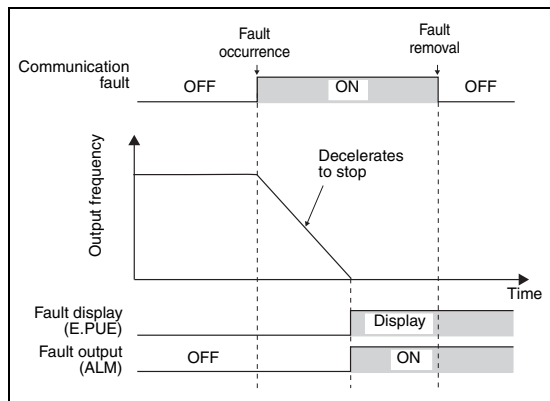 Fault
occurrence
Fault
removal
Communication
fault
OFF
ON
OFF
Output frequency
Decelerates
to stop
Time
Fault display
(E.PUE)
Display
Fault output
(ALM)
OFF
ON